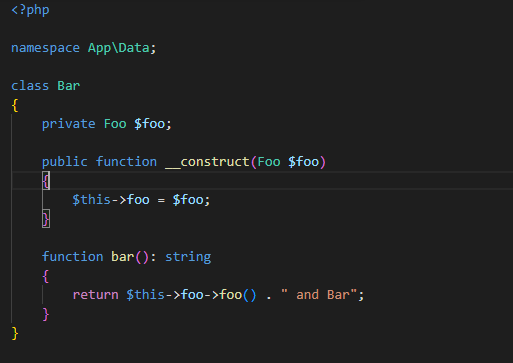 <?php
namespace App\Data;
class Bar
{
    private Foo $foo;
    public function __construct(Foo $foo)
    {
        $this->foo = $foo;
    }
    function bar(): string
    {
        return $this->foo->foo() . " and Bar";
    }
}